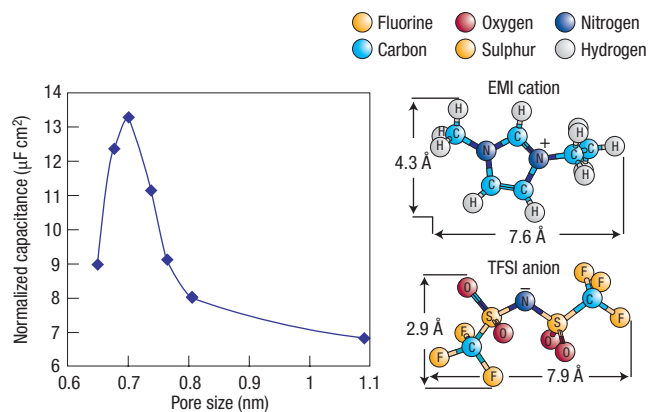 Fluorine Oxygen Nitrogen
Carbon Sulphur Hydrogen
Normalized capacitance (µF cm²)
14
13
12
11
10
9
8
7
6
0.6 0.7 0.8 0.9 1 1.1
Pore size (nm)
EMI cation
H H
H C C H H
H N + C C H
4.3 Å N H
C C
H H
7.6 Å
TFSI anion
O N − F F
C F
2.9 Å S S
F O O O
F C
F 7.9 Å